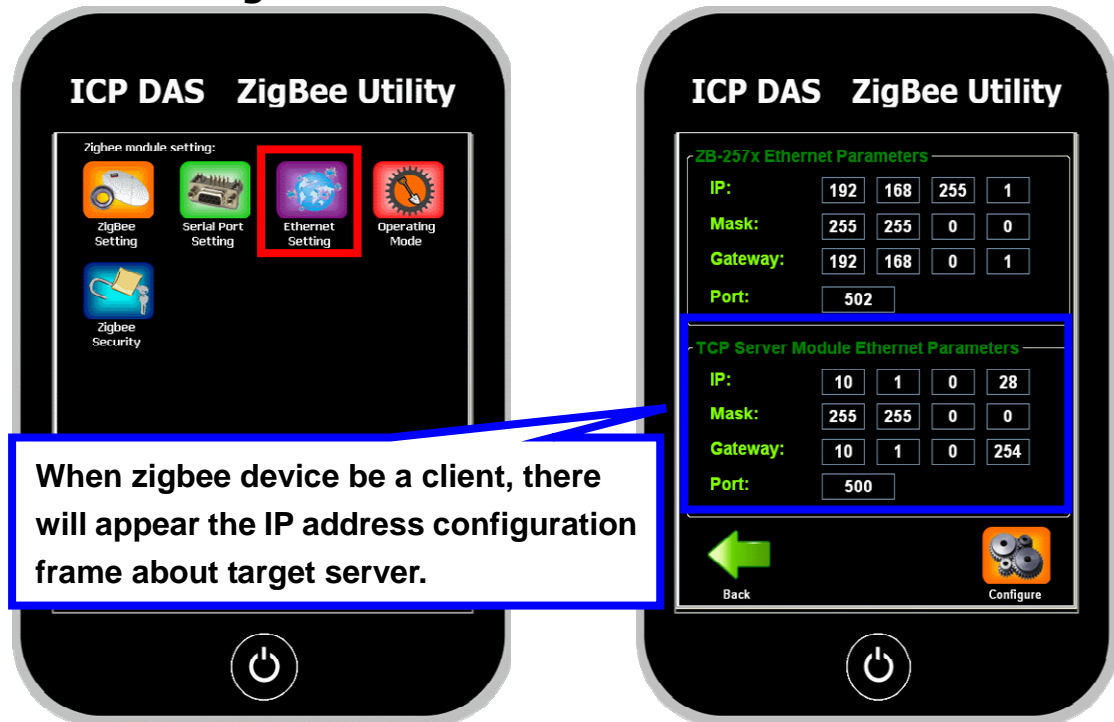 ICP DAS ZigBee Utility
Zigbee module setting:
ZigBee Setting
Serial Port Setting
Ethernet Setting
Operating Mode
Zigbee Security
When zigbee device be a client, there
will appear the IP address configuration
frame about target server.
ICP DAS ZigBee Utility
ZB-257x Ethernet Parameters
IP: 192 168 255 1
Mask: 255 255 0 0
Gateway: 192 168 0 1
Port: 502
TCP Server Module Ethernet Parameters
IP: 10 1 0 28
Mask: 255 255 0 0
Gateway: 10 1 0 254
Port: 500
Back
Configure